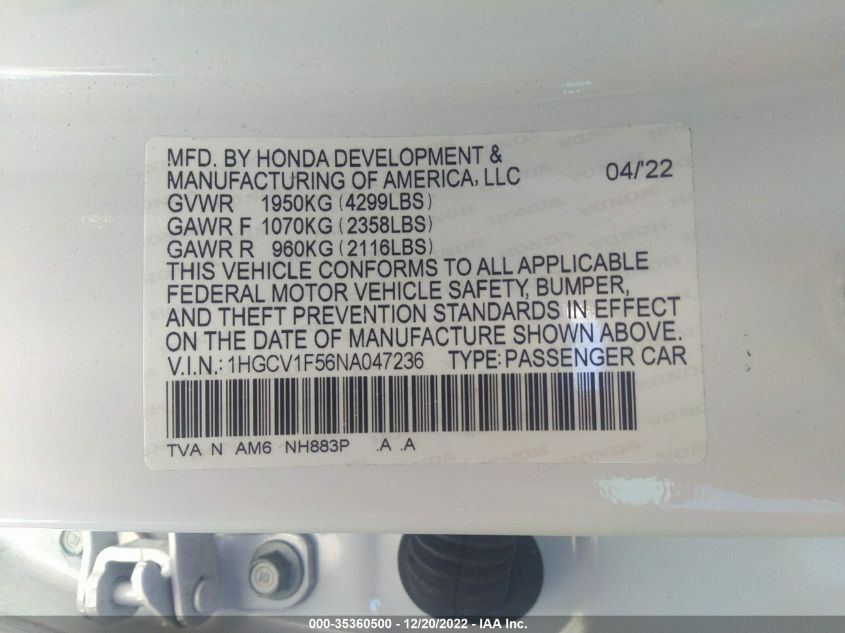 MFD. BY HONDA DEVELOPMENT &
MANUFACTURING OF AMERICA, LLC 04/'22
GVWR 1950KG (4299LBS)
GAWR F 1070KG (2358LBS)
GAWR R 960KG (2116LBS)
THIS VEHICLE CONFORMS TO ALL APPLICABLE
FEDERAL MOTOR VEHICLE SAFETY, BUMPER,
AND THEFT PREVENTION STANDARDS IN EFFECT
ON THE DATE OF MANUFACTURE SHOWN ABOVE.
V.I.N.: 1HGCV1F56NA047236 TYPE: PASSENGER CAR
TVA N AM6 NH883P .A .A
000-35360500 - 12/20/2022 - IAA Inc.